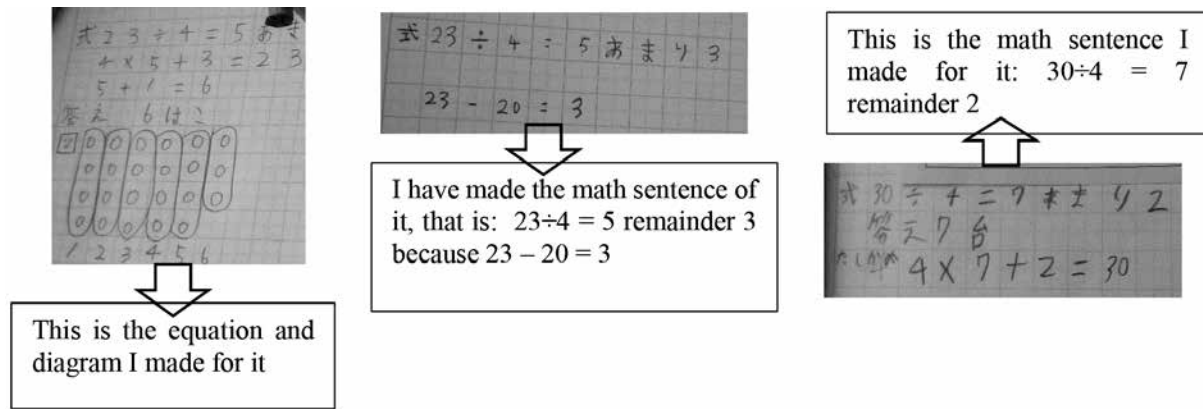 式 23÷4=5あま
4×5+3=23
5+1=6
答え 6はこ
図
1 2 3 4 5 6
This is the equation and
diagram I made for it
式 23÷4=5あまり3
23-20=3
I have made the math sentence of
it, that is: 23÷4 = 5 remainder 3
because 23 – 20 = 3
This is the math sentence I
made for it: 30÷4 = 7
remainder 2
式 30÷4=7あまり2
答え7台
たしかめ 4×7+2=30